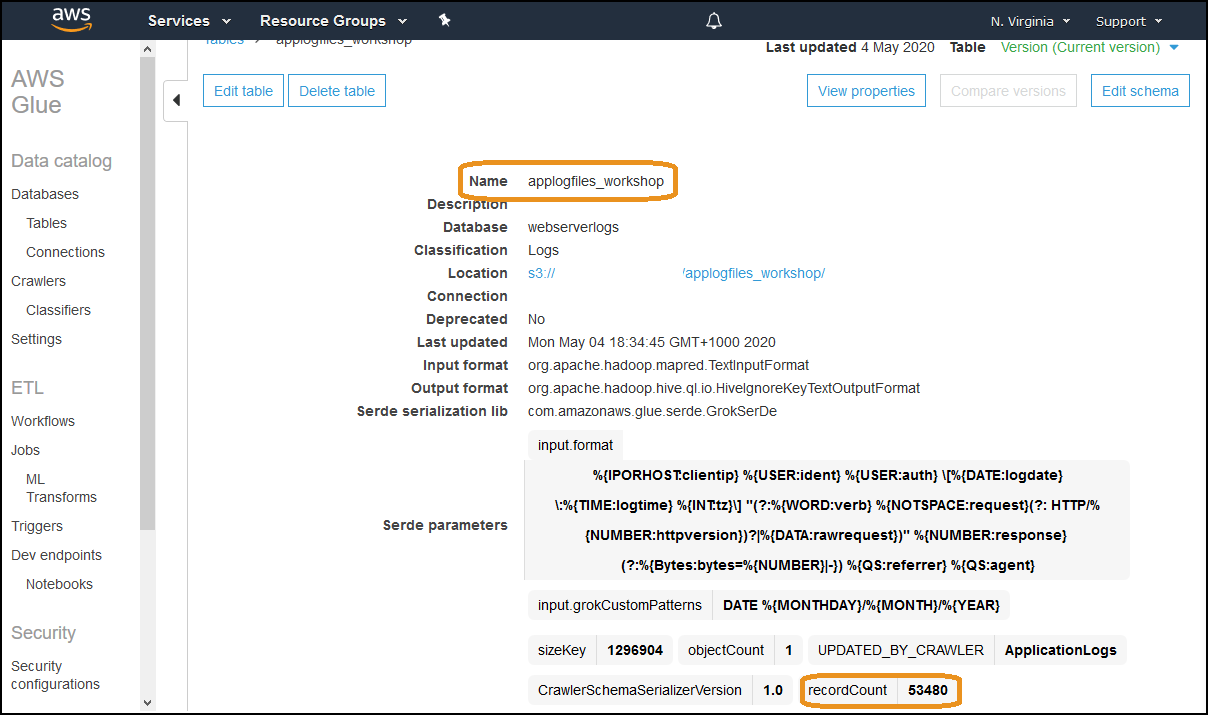 aws Services Resource Groups N. Virginia Support
Tables > applogfiles_workshop
Last updated 4 May 2020 Table Version (Current version)
Edit table Delete table View properties Compare versions Edit schema
AWS
Glue
Data catalog
Databases
Tables
Connections
Crawlers
Classifiers
Settings
ETL
Workflows
Jobs
ML
Transforms
Triggers
Dev endpoints
Notebooks
Security
Security
configurations
Name applogfiles_workshop
Description
Database webserverlogs
Classification Logs
Location s3:// /applogfiles_workshop/
Connection
Deprecated No
Last updated Mon May 04 18:34:45 GMT+1000 2020
Input format org.apache.hadoop.mapred.TextInputFormat
Output format org.apache.hadoop.hive.ql.io.HiveIgnoreKeyTextOutputFormat
Serde serialization lib com.amazonaws.glue.serde.GrokSerDe
Serde parameters
input.format
%{IPORHOST:clientip} %{USER:ident} %{USER:auth} \[%{DATE:logdate}
\:%{TIME:logtime} %{INT:tz}\] "(?:%{WORD:verb} %{NOTSPACE:request}(?: HTTP/%
{NUMBER:httpversion})?|%{DATA:rawrequest})" %{NUMBER:response}
(?:%{Bytes:bytes=%{NUMBER}|-}) %{QS:referrer} %{QS:agent}
input.grokCustomPatterns DATE %{MONTHDAY}/%{MONTH}/%{YEAR}
sizeKey 1296904 objectCount 1 UPDATED_BY_CRAWLER ApplicationLogs
CrawlerSchemaSerializerVersion 1.0 recordCount 53480